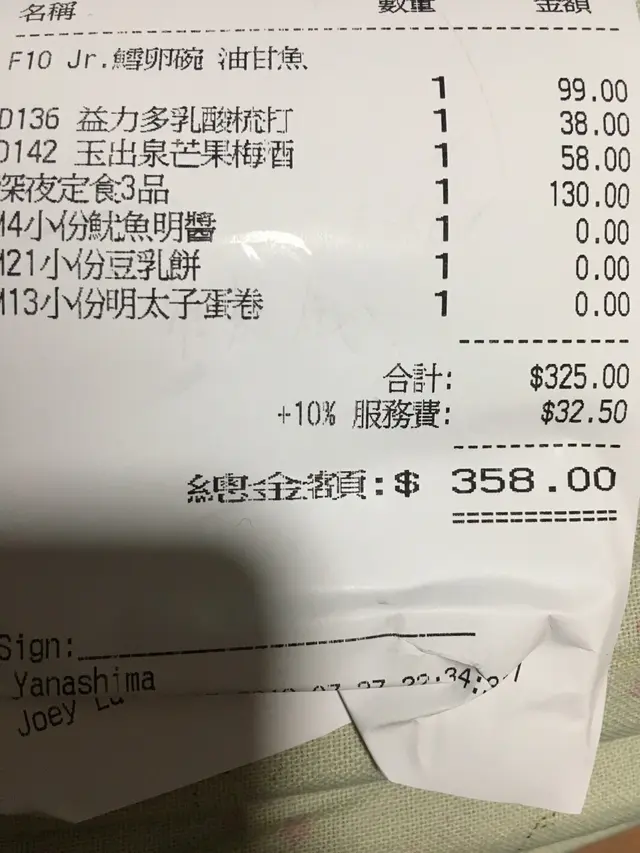 名稱 數量 金額
F10 Jr.鱈卵碗 油甘魚
1 99.00
D136 益力多乳酸梳打 1 38.00
D142 玉出泉芒果梅酒 1 58.00
深夜定食3品 1 130.00
M4小份魷魚明醬 1 0.00
M21小份豆乳餅 1 0.00
M13小份明太子蛋卷 1 0.00
合計: $325.00
+10% 服務費: $32.50
總金額:$ 358.00
Sign:
Yanashima
Joey